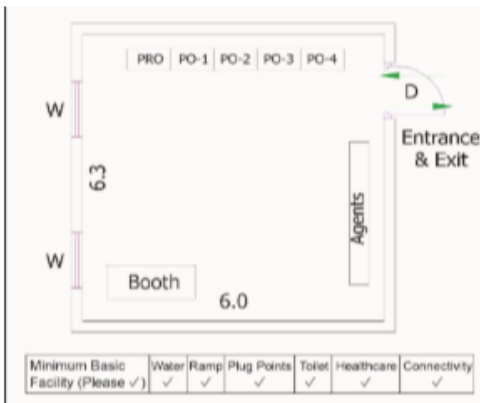 PRO PO-1 PO-2 PO-3 PO-4
D
W
Entrance
& Exit
6.3
Agents
W
Booth
6.0
Minimum Basic Facility (Please ✓) Water Ramp Plug Points Toilet Healthcare Connectivity
✓ ✓ ✓ ✓ ✓ ✓